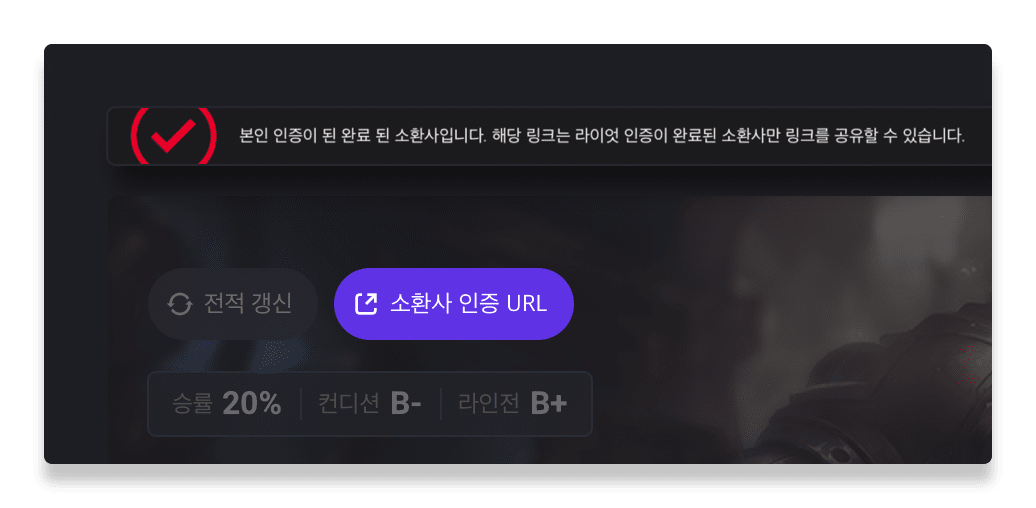 본인 인증이 된 완료 된 소환사입니다. 해당 링크는 라이엇 인증이 완료된 소환사만 링크를 공유할 수 있습니다.
전적 갱신 소환사 인증 URL
승률 20% 컨디션 B- 라인전 B+